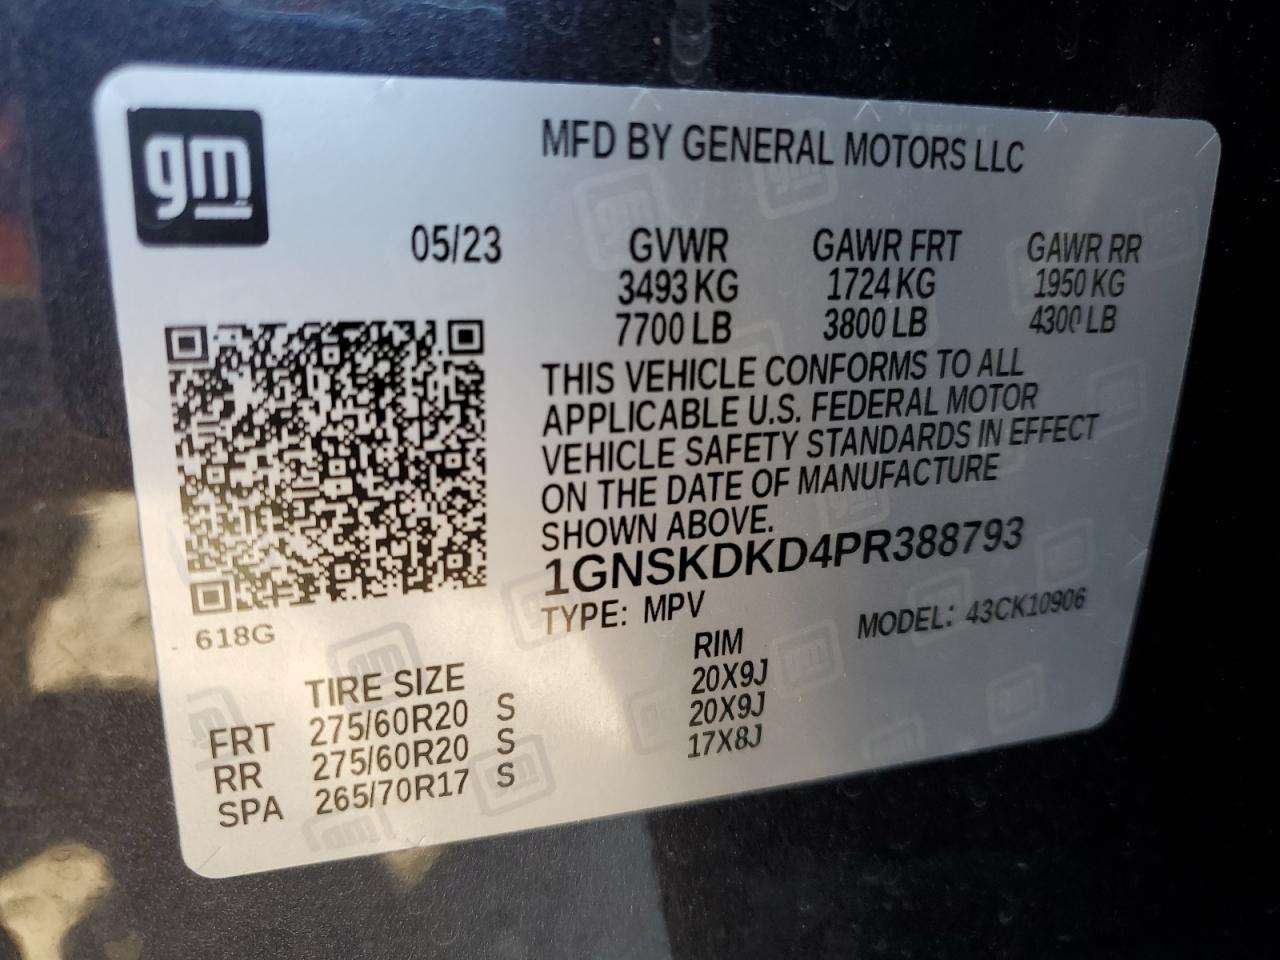 gm
MFD BY GENERAL MOTORS LLC
05/23 GVWR GAWR FRT GAWR RR
3493 KG 1724 KG 1950 KG
7700 LB 3800 LB 4300 LB
THIS VEHICLE CONFORMS TO ALL
APPLICABLE U.S. FEDERAL MOTOR
VEHICLE SAFETY STANDARDS IN EFFECT
ON THE DATE OF MANUFACTURE
SHOWN ABOVE.
1GNSKDKD4PR388793
TYPE: MPV MODEL: 43CK10906
618G
TIRE SIZE RIM
FRT 275/60R20 S 20X9J
RR 275/60R20 S 20X9J
SPA 265/70R17 S 17X8J